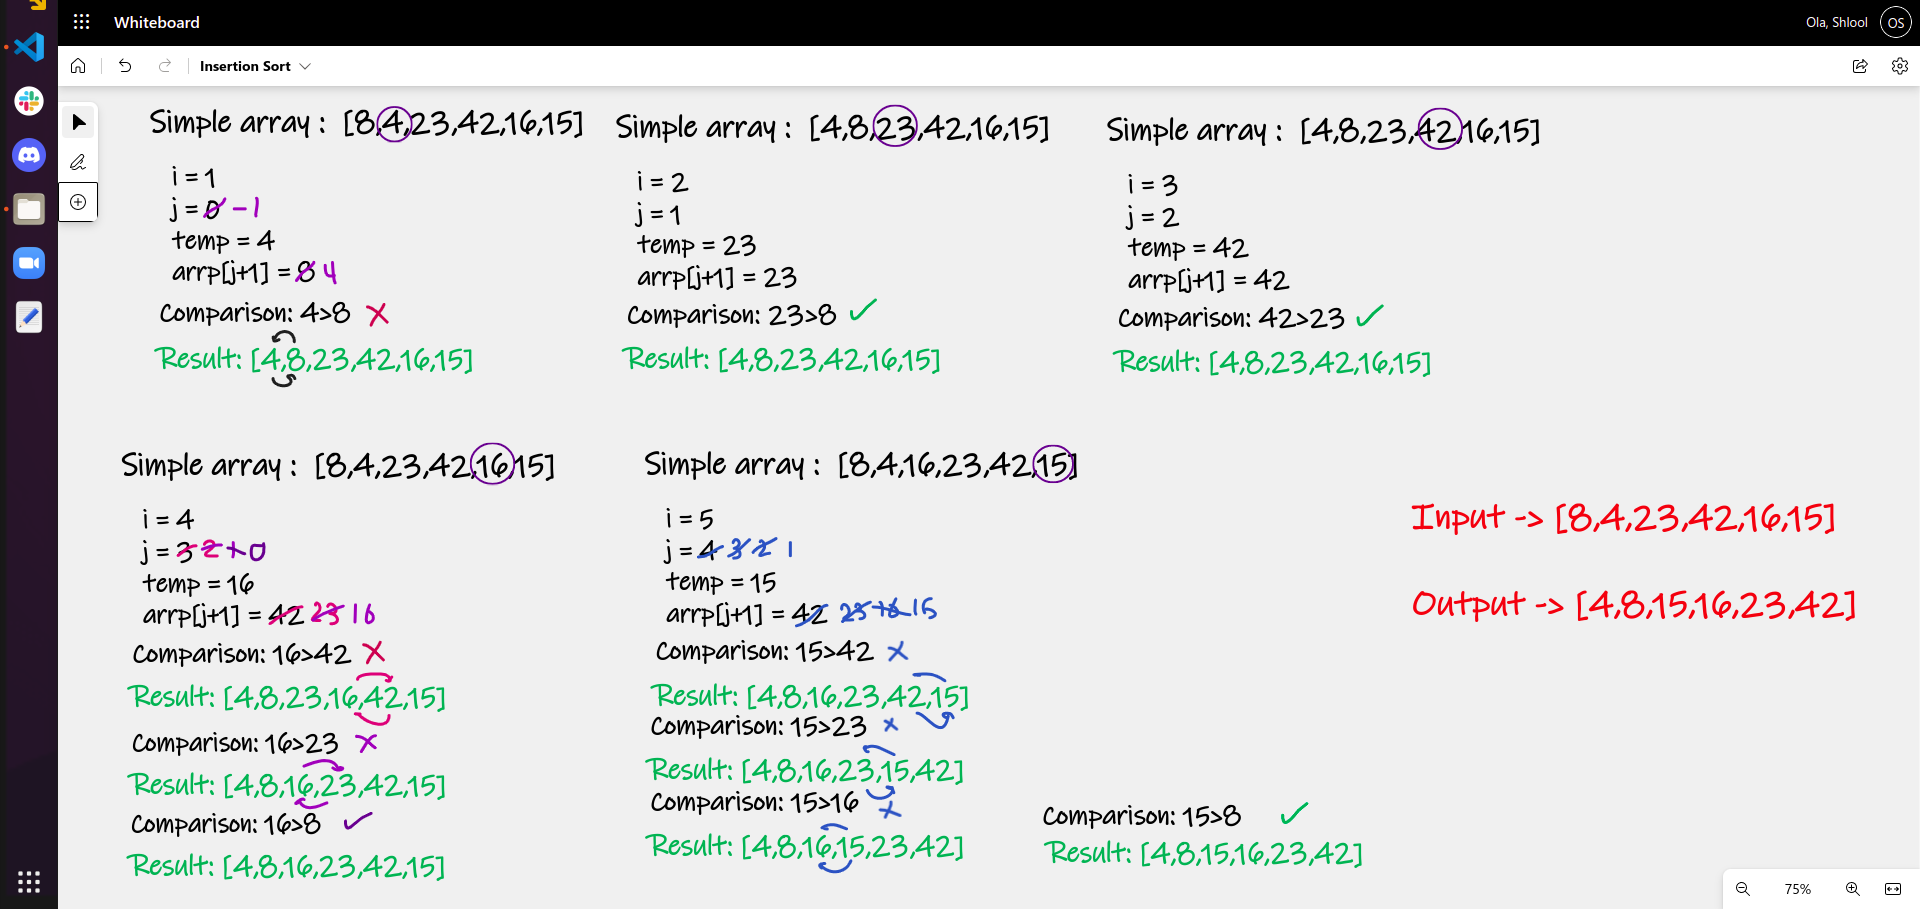 Whiteboard
Ola, Shlool
OS
Insertion Sort
Simple array : [8,4,23,42,16,15]
i = 1
j = 0 -1
temp = 4
arrp[j+1] = 8 4
Comparison: 4>8 X
Result: [4,8,23,42,16,15]
Simple array : [4,8,23,42,16,15]
i = 2
j = 1
temp = 23
arrp[j+1] = 23
Comparison: 23>8 ✓
Result: [4,8,23,42,16,15]
Simple array : [4,8,23,42,16,15]
i = 3
j = 2
temp = 42
arrp[j+1] = 42
Comparison: 42>23 ✓
Result: [4,8,23,42,16,15]
Simple array : [8,4,23,42,16,15]
i = 4
j = 3 2 1 0
temp = 16
arrp[j+1] = 42 23 16
Comparison: 16>42 X
Result: [4,8,23,16,42,15]
Comparison: 16>23 X
Result: [4,8,16,23,42,15]
Comparison: 16>8 ✓
Result: [4,8,16,23,42,15]
Simple array : [8,4,16,23,42,15]
i = 5
j = 4 3 2 1
temp = 15
arrp[j+1] = 42 23 16 15
Comparison: 15>42 X
Result: [4,8,16,23,42,15]
Comparison: 15>23 X
Result: [4,8,16,23,15,42]
Comparison: 15>16 X
Result: [4,8,16,15,23,42]
Comparison: 15>8 ✓
Result: [4,8,15,16,23,42]
Input -> [8,4,23,42,16,15]
Output -> [4,8,15,16,23,42]
75%